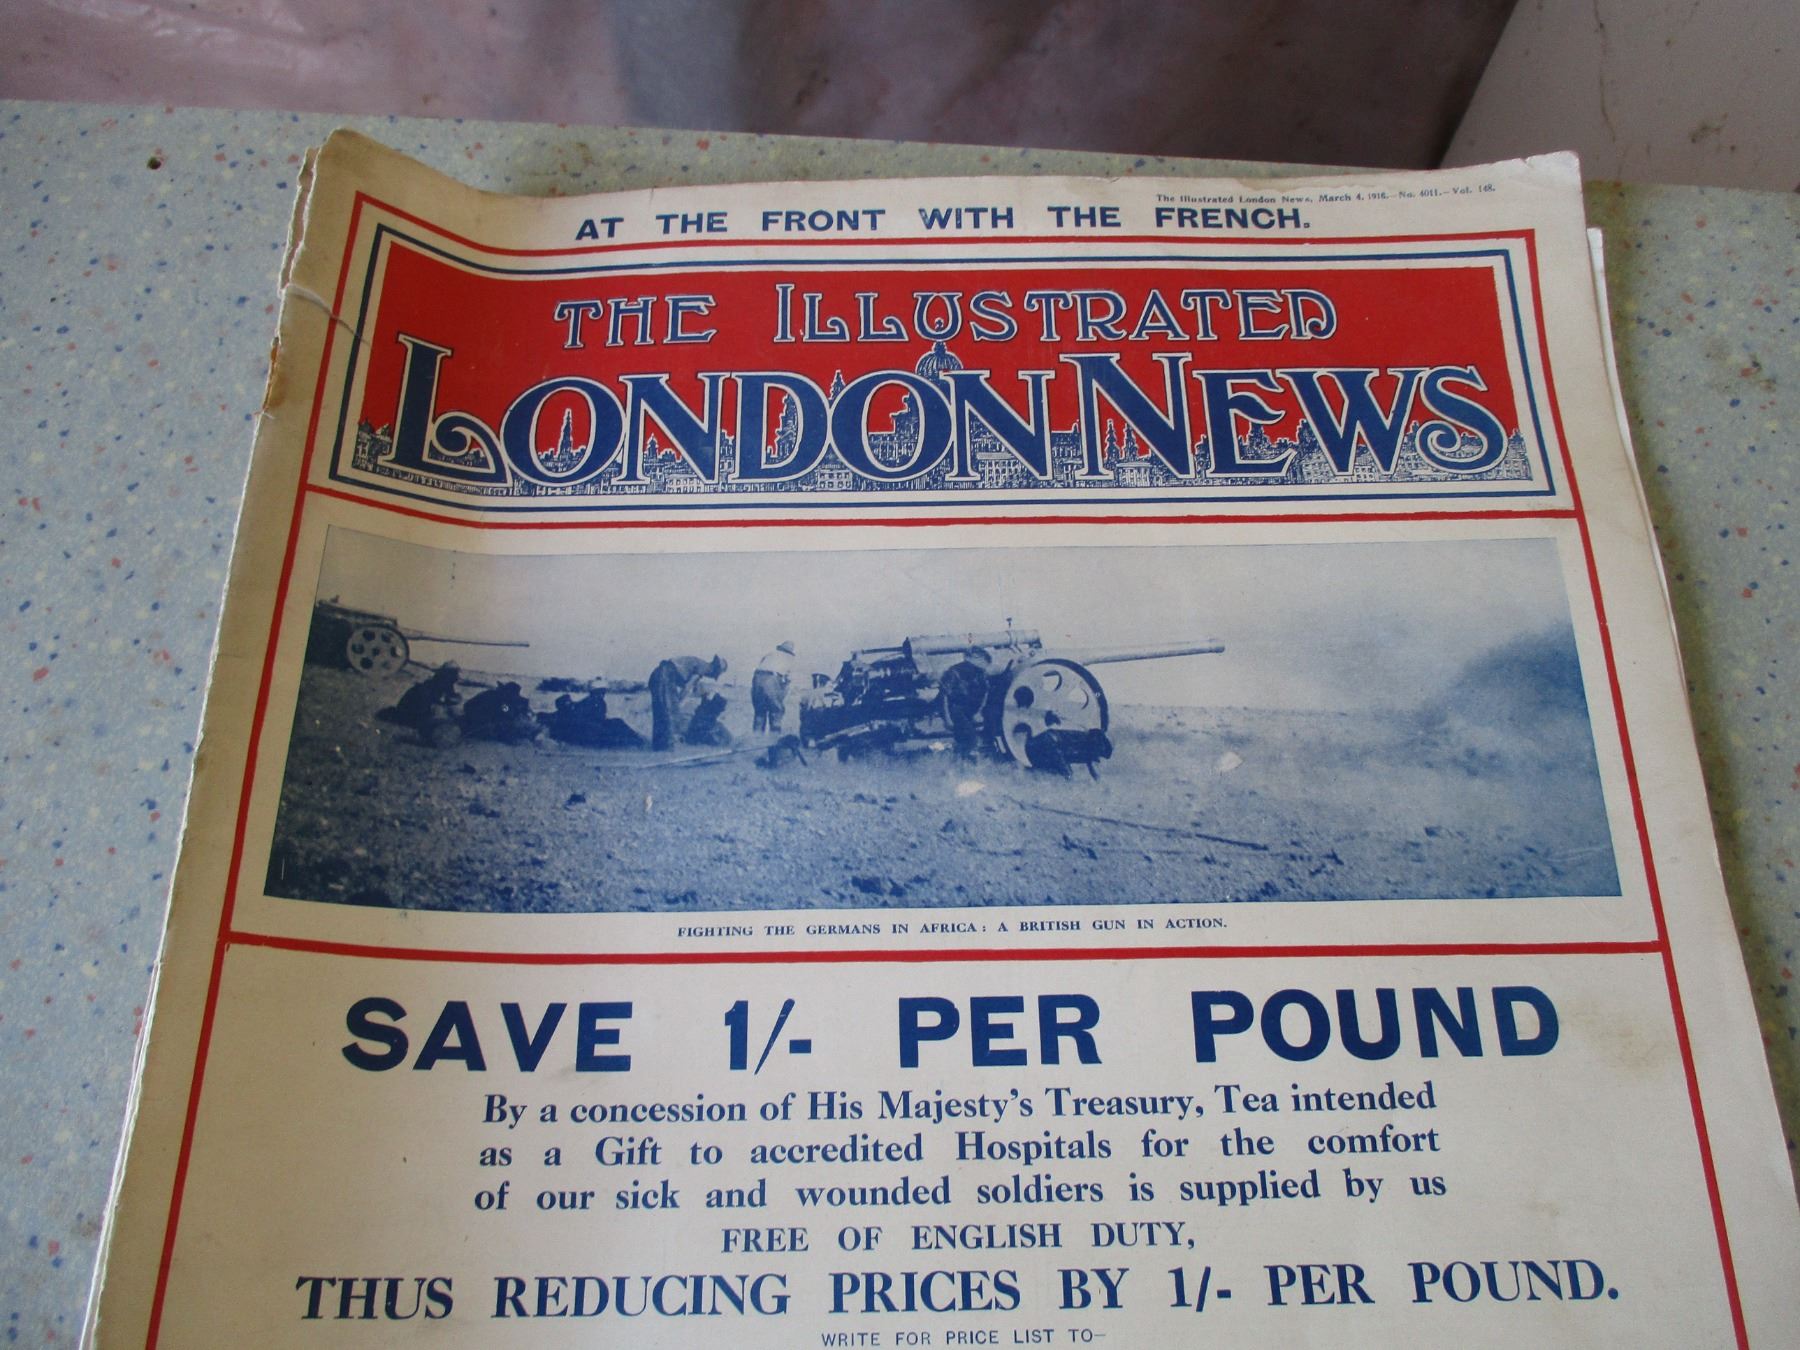 The Illustrated London News, March 4, 1916.—No. 4011.—Vol. 148.
AT THE FRONT WITH THE FRENCH.
THE ILLUSTRATED
LONDON NEWS
FIGHTING THE GERMANS IN AFRICA: A BRITISH GUN IN ACTION.
SAVE 1/- PER POUND
By a concession of His Majesty's Treasury, Tea intended
as a Gift to accredited Hospitals for the comfort
of our sick and wounded soldiers is supplied by us
FREE OF ENGLISH DUTY,
THUS REDUCING PRICES BY 1/- PER POUND.
WRITE FOR PRICE LIST TO—